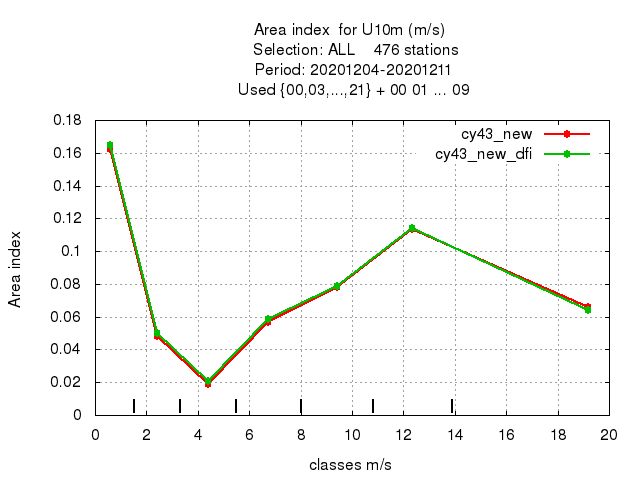 Area index  for U10m (m/s)
Selection: ALL    476 stations
Period: 20201204-20201211
Used {00,03,...,21} + 00 01 ... 09
cy43_new
cy43_new_dfi
0.18
0.16
0.14
0.12
0.1
0.08
0.06
0.04
0.02
0
Area index
0 2 4 6 8 10 12 14 16 18 20
classes m/s